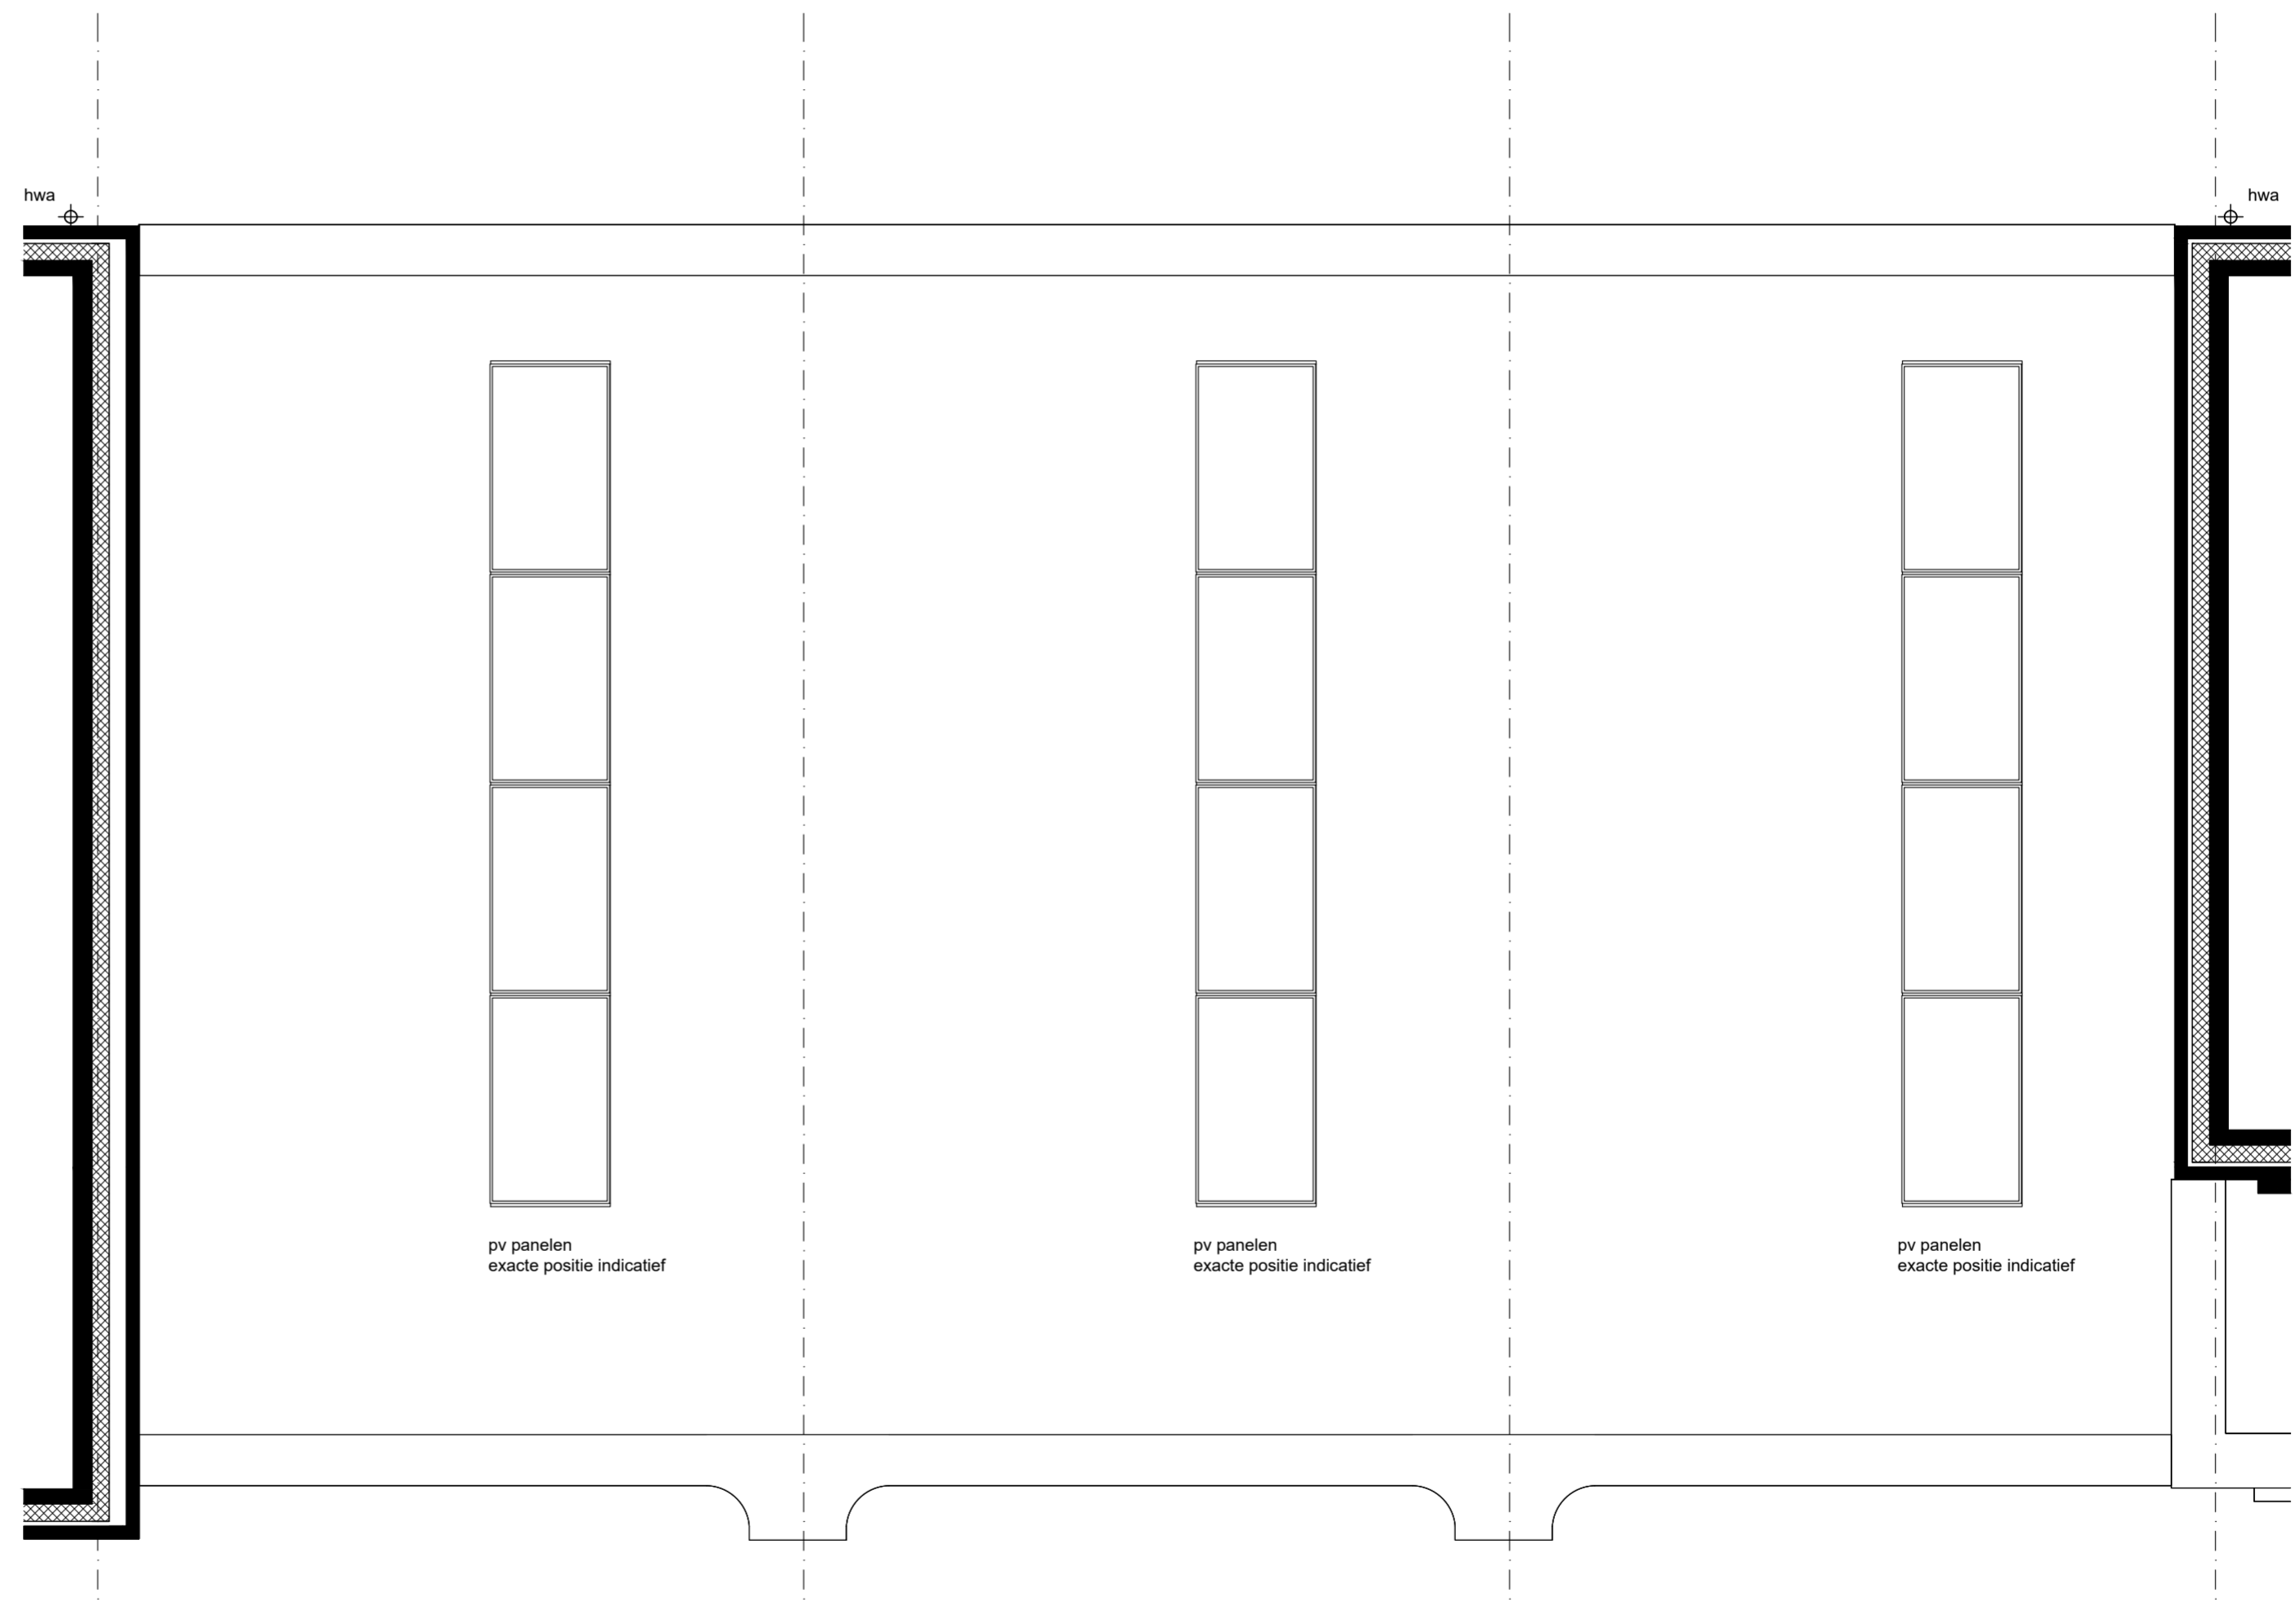 hwa
hwa
pv panelen
exacte positie indicatief
pv panelen
exacte positie indicatief
pv panelen
exacte positie indicatief